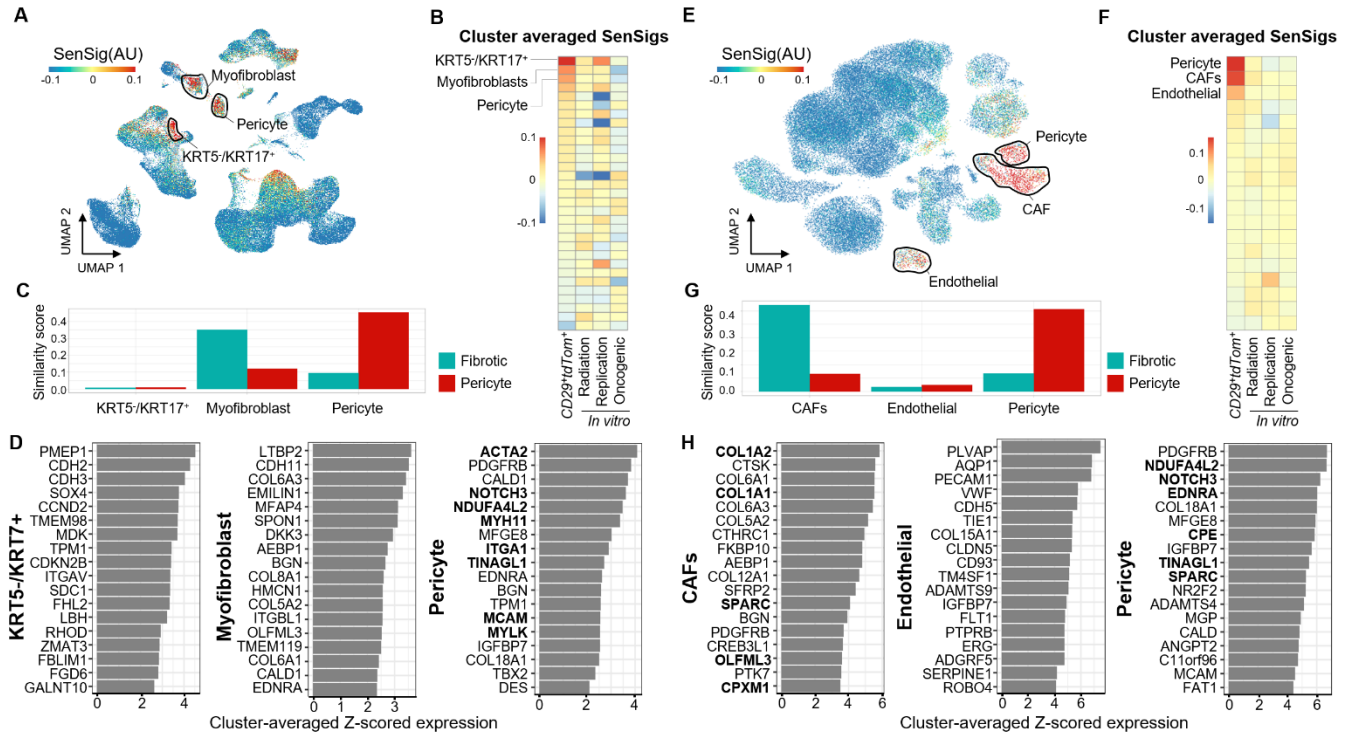 A
SenSig(AU)
-0.1 0 0.1
Myofibroblast
Pericyte
KRT5-/KRT17+
UMAP 2
UMAP 1
B
Cluster averaged SenSigs
KRT5-/KRT17+
Myofibroblasts
Pericyte
0.1
0
-0.1
CD29+tdTom+
Radiation
Replication
Oncogenic
In vitro
C
Similarity score
0.4
0.3
0.2
0.1
0.0
KRT5-/KRT17+ Myofibroblast Pericyte
Fibrotic
Pericyte
D
KRT5-/KRT7+
PMEP1
CDH2
CDH3
SOX4
CCND2
TMEM98
MDK
TPM1
CDKN2B
ITGAV
SDC1
FHL2
LBH
RHOD
ZMAT3
FBLIM1
FGD6
GALNT10
0 2 4
Myofibroblast
LTBP2
CDH11
COL6A3
EMILIN1
MFAP4
SPON1
DKK3
AEBP1
BGN
COL8A1
HMCN1
COL5A2
ITGBL1
OLFML3
TMEM119
COL6A1
CALD1
EDNRA
0 1 2 3
Pericyte
ACTA2
PDGFRB
CALD1
NOTCH3
NDUFA4L2
MYH11
MFGE8
ITGA1
TINAGL1
EDNRA
BGN
TPM1
MCAM
MYLK
IGFBP7
COL18A1
TBX2
DES
0 1 2 3 4
Cluster-averaged Z-scored expression
E
SenSig(AU)
-0.1 0 0.1
Pericyte
CAF
Endothelial
UMAP 2
UMAP 1
F
Cluster averaged SenSigs
Pericyte
CAFs
Endothelial
0.1
0
-0.1
CD29+tdTom+
Radiation
Replication
Oncogenic
In vitro
G
Similarity score
0.4
0.3
0.2
0.1
0.0
CAFs Endothelial Pericyte
Fibrotic
Pericyte
H
CAFs
COL1A2
CTSK
COL6A1
COL1A1
COL6A3
COL5A2
CTHRC1
FKBP10
AEBP1
COL12A1
SFRP2
SPARC
BGN
PDGFRB
CREB3L1
OLFML3
PTK7
CPXM1
0 2 4 6
Endothelial
PLVAP
AQP1
PECAM1
VWF
CDH5
TIE1
COL15A1
CLDN5
CD93
TM4SF1
ADAMTS9
IGFBP7
FLT1
PTPRB
ERG
ADGRF5
SERPINE1
ROBO4
0 2 4 6
Pericyte
PDGFRB
NDUFA4L2
NOTCH3
EDNRA
COL18A1
MFGE8
CPE
IGFBP7
TINAGL1
SPARC
NR2F2
ADAMTS4
MGP
CALD
ANGPT2
C11orf96
MCAM
FAT1
0 2 4 6
Cluster-averaged Z-scored expression